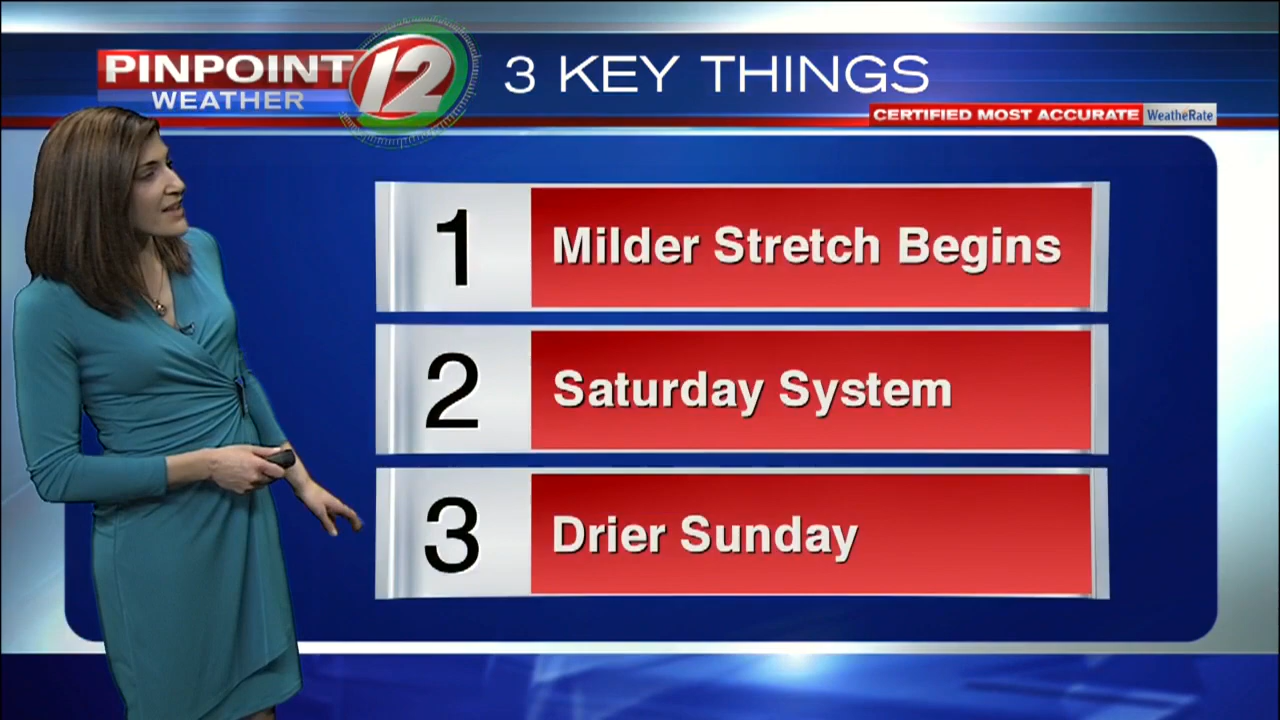 PINPOINT 12
WEATHER
3 KEY THINGS
CERTIFIED MOST ACCURATE WeatheRate
1 Milder Stretch Begins
2 Saturday System
3 Drier Sunday